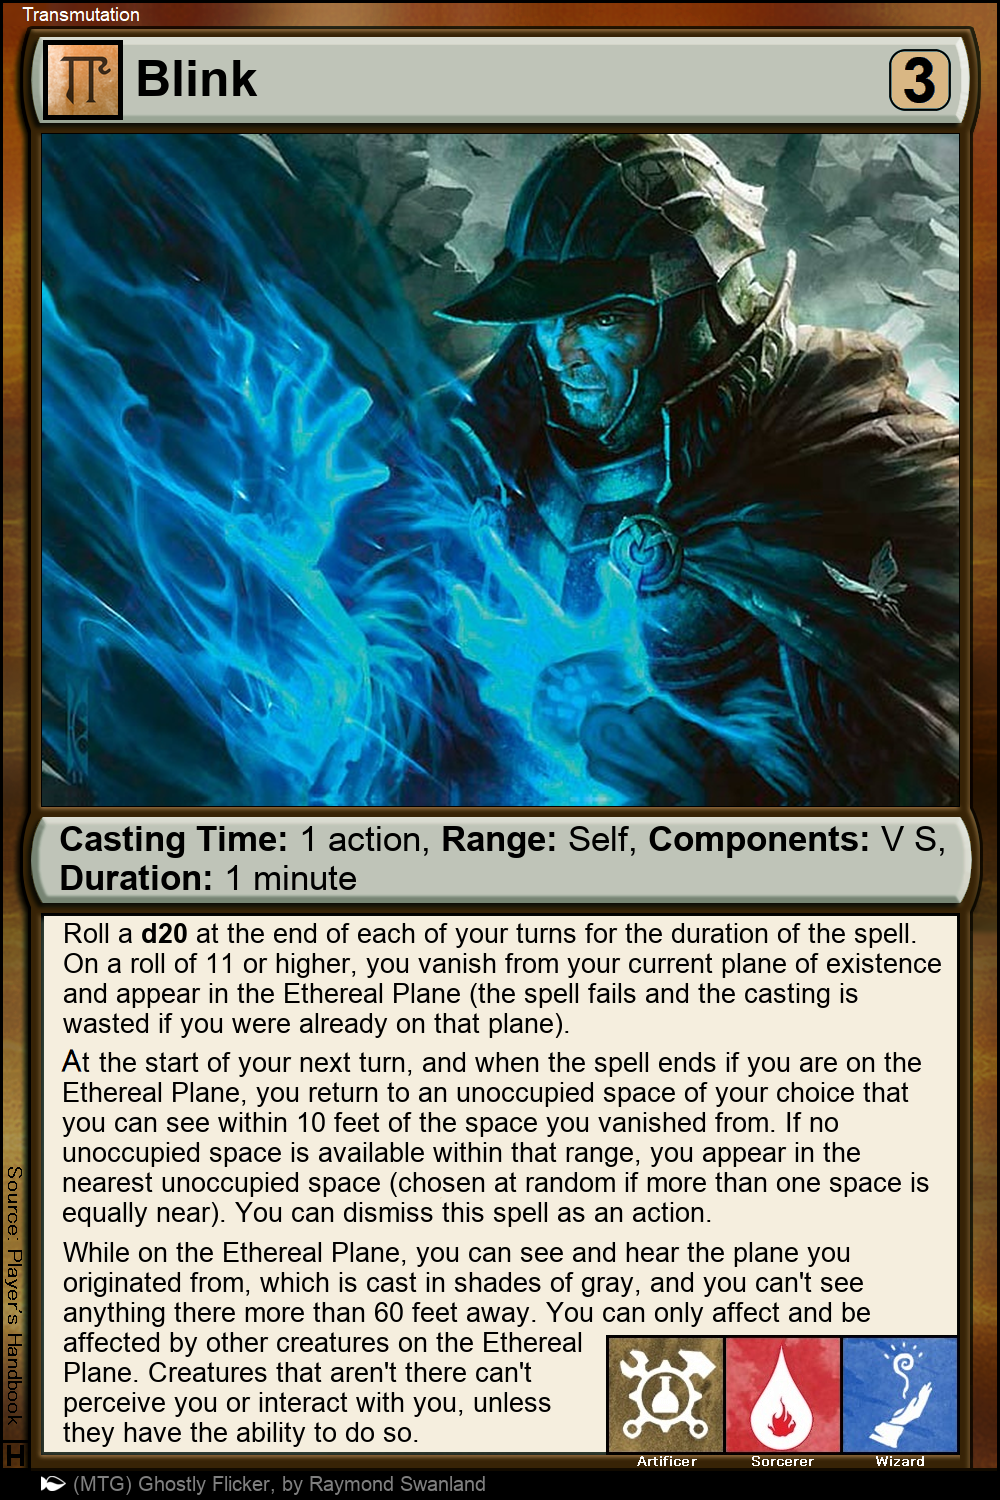 Transmutation
Blink
3
Casting Time: 1 action, Range: Self, Components: V S,
Duration: 1 minute
Roll a d20 at the end of each of your turns for the duration of the spell.
On a roll of 11 or higher, you vanish from your current plane of existence
and appear in the Ethereal Plane (the spell fails and the casting is
wasted if you were already on that plane).
At the start of your next turn, and when the spell ends if you are on the
Ethereal Plane, you return to an unoccupied space of your choice that
you can see within 10 feet of the space you vanished from. If no
unoccupied space is available within that range, you appear in the
nearest unoccupied space (chosen at random if more than one space is
equally near). You can dismiss this spell as an action.
While on the Ethereal Plane, you can see and hear the plane you
originated from, which is cast in shades of gray, and you can't see
anything there more than 60 feet away. You can only affect and be
affected by other creatures on the Ethereal
Plane. Creatures that aren't there can't
perceive you or interact with you, unless
they have the ability to do so.
Artificer
Sorcerer
Wizard
Source: Player's Handbook
H
(MTG) Ghostly Flicker, by Raymond Swanland